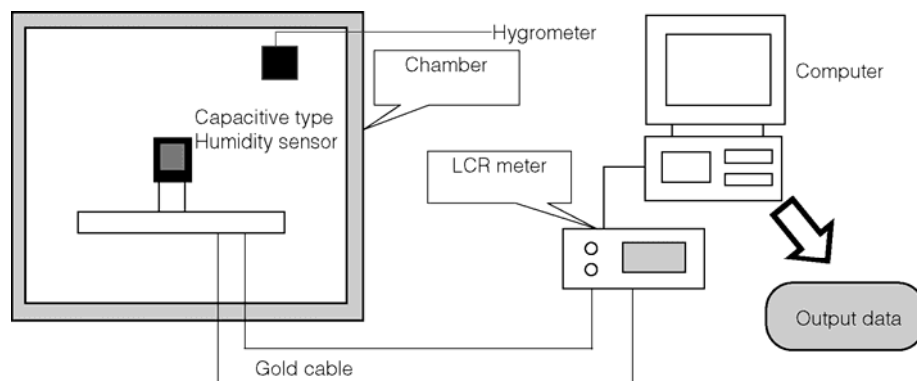 Hygrometer
Chamber
Computer
Capacitive type
Humidity sensor
LCR meter
Output data
Gold cable